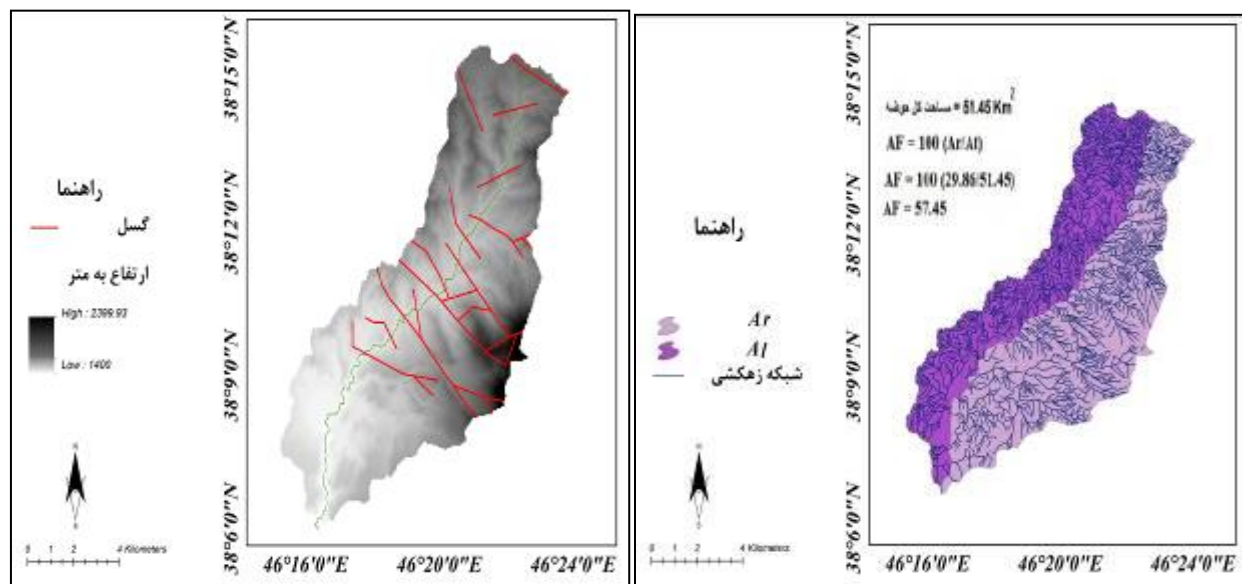 38°15'0"N
38°12'0"N
38°9'0"N
38°6'0"N
راهنما
گسل
ارتفاع به متر
High : 2399.93
Low : 1400
N
0 1 2 4 Kilometers
46°16'0"E 46°20'0"E 46°24'0"E
38°15'0"N
38°12'0"N
38°9'0"N
38°6'0"N
مساحت کل حوضه = 51.45 Km2
AF = 100 (Ar/At)
AF = 100 (29.86/51.45)
AF = 57.45
راهنما
Ar
Al
شبکه زهکشی
0 1 2 4 Kilometers
46°16'0"E 46°20'0"E 46°24'0"E